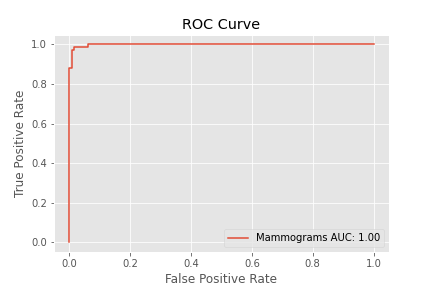 ROC Curve
1.0
0.8
0.6
0.4
0.2
0.0
True Positive Rate
Mammograms AUC: 1.00
0.0 0.2 0.4 0.6 0.8 1.0
False Positive Rate